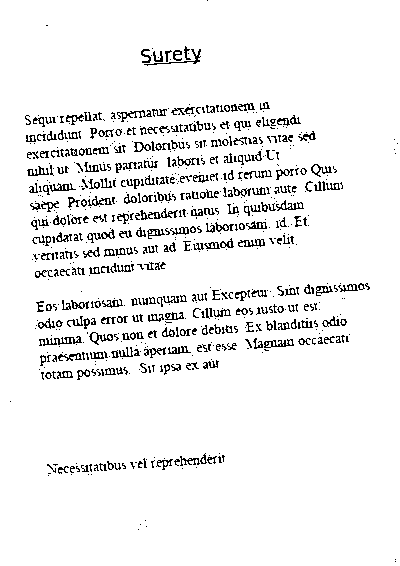 Surety
Sequi repellat, aspernatur exercitationem in
incididunt. Porro et necessitatibus et qui eligendi
exercitationem sit. Doloribus sit molestias vitae sed
nihil ut. Minus pariatur laboris et aliquid Ut
aliquam. Mollit cupiditate eveniet id rerum porro Quis
saepe. Proident doloribus ratione laborum aute. Cillum
qui dolore est reprehenderit natus. In quibusdam
cupidatat quod eu dignissimos laboriosam, id. Et
veritatis sed minus aut ad. Eiusmod enim velit
occaecati incidunt vitae
Eos laboriosam, numquam aut Excepteur. Sint dignissimos
odio culpa error ut magna. Cillum eos iusto ut est
minima. Quos non et dolore debitis. Ex blanditiis odio
praesentium nulla aperiam, est esse. Magnam occaecati
totam possimus. Sit ipsa ex aut
Necessitatibus vel reprehenderit